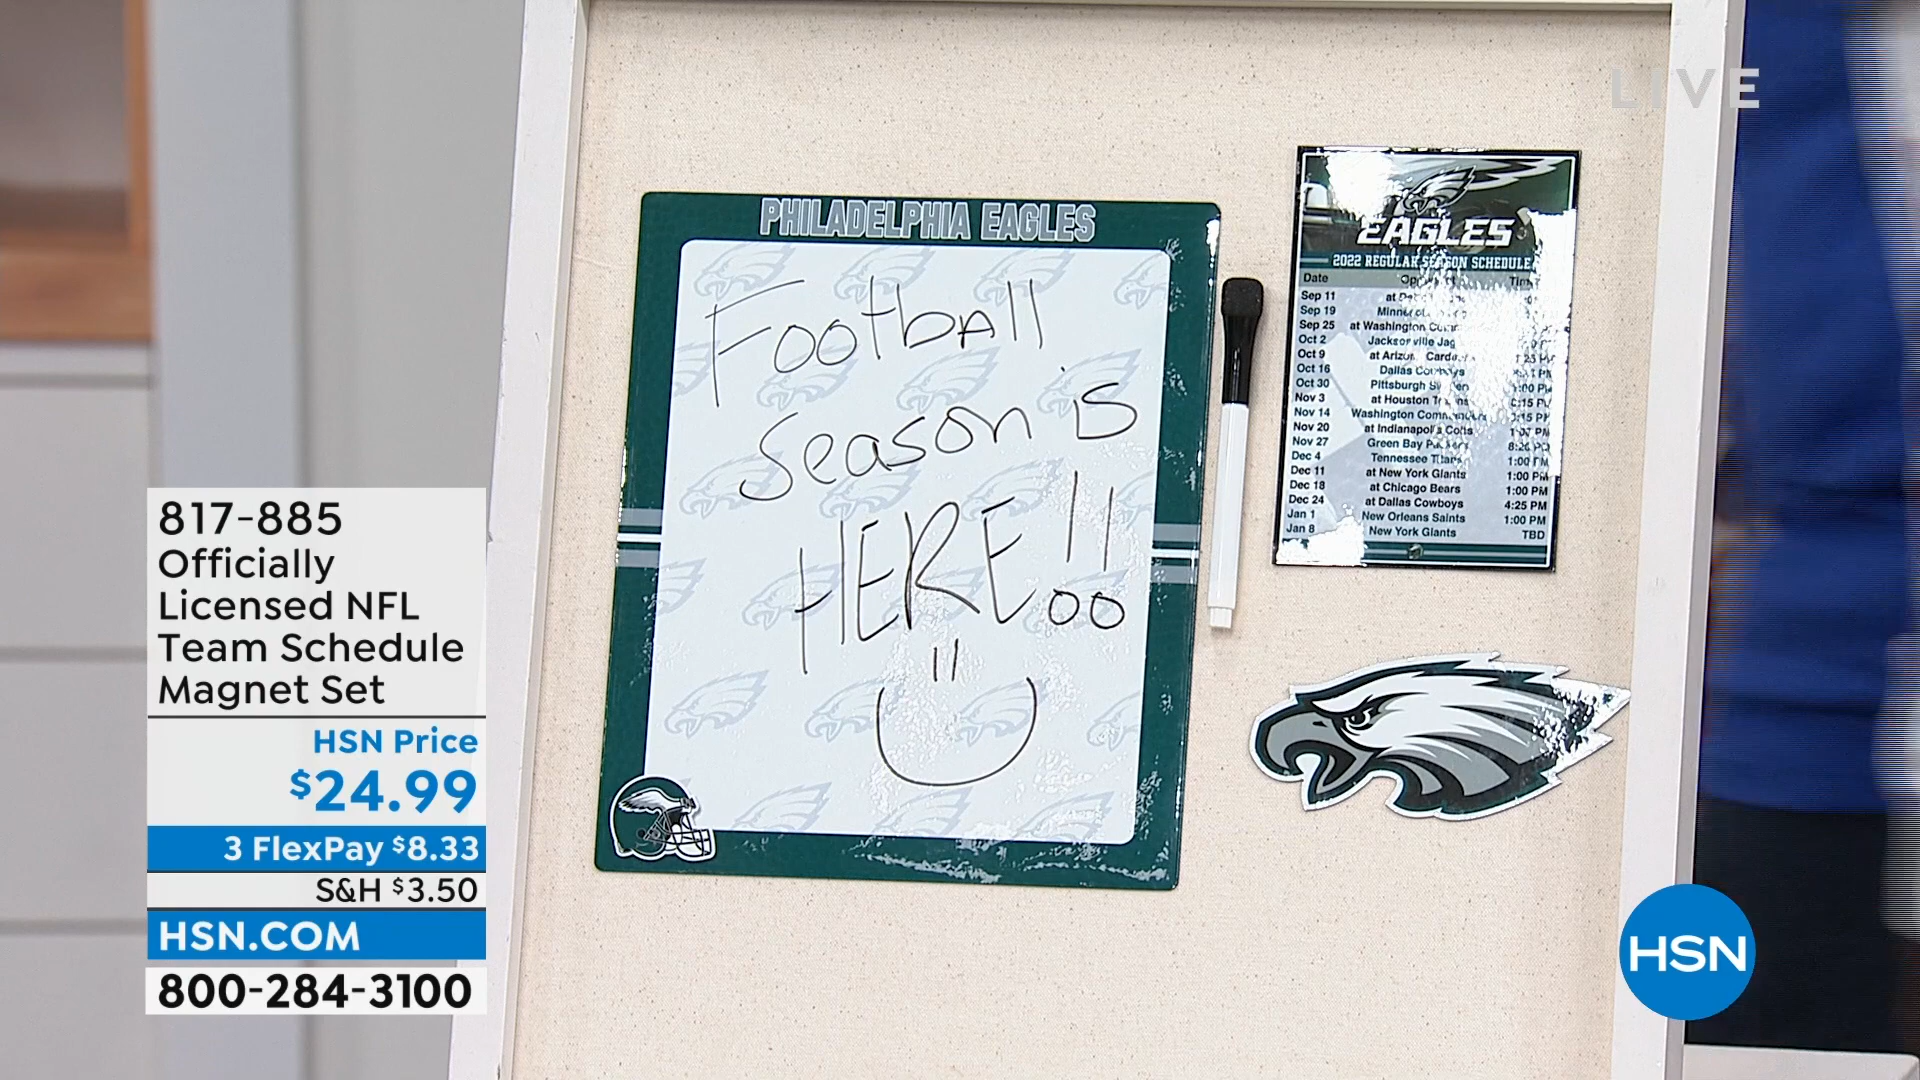 LIVE
PHILADELPHIA EAGLES
Football
season is
HERE!!
EAGLES
2022 REGULAR SEASON SCHEDULE
Date
Sep 11 at
Sep 19
Sep 25 at Washington
Oct 2 Jacksonville
Oct 9 at
Oct 16 Dallas Cowboys
Oct 30 Pittsburgh
Nov 3 at Houston
Nov 14 Washington
Nov 20 at Indianapolis Colts
Nov 27 Green Bay
Dec 4 Tennessee Titans 1:00 PM
Dec 11 at New York Giants 1:00 PM
Dec 18 at Chicago Bears 1:00 PM
Dec 24 at Dallas Cowboys 4:25 PM
Jan 1 New Orleans Saints 1:00 PM
Jan 8 New York Giants TBD
817-885
Officially
Licensed NFL
Team Schedule
Magnet Set
HSN Price
$24.99
3 FlexPay $8.33
S&H $3.50
HSN.COM
800-284-3100
HSN